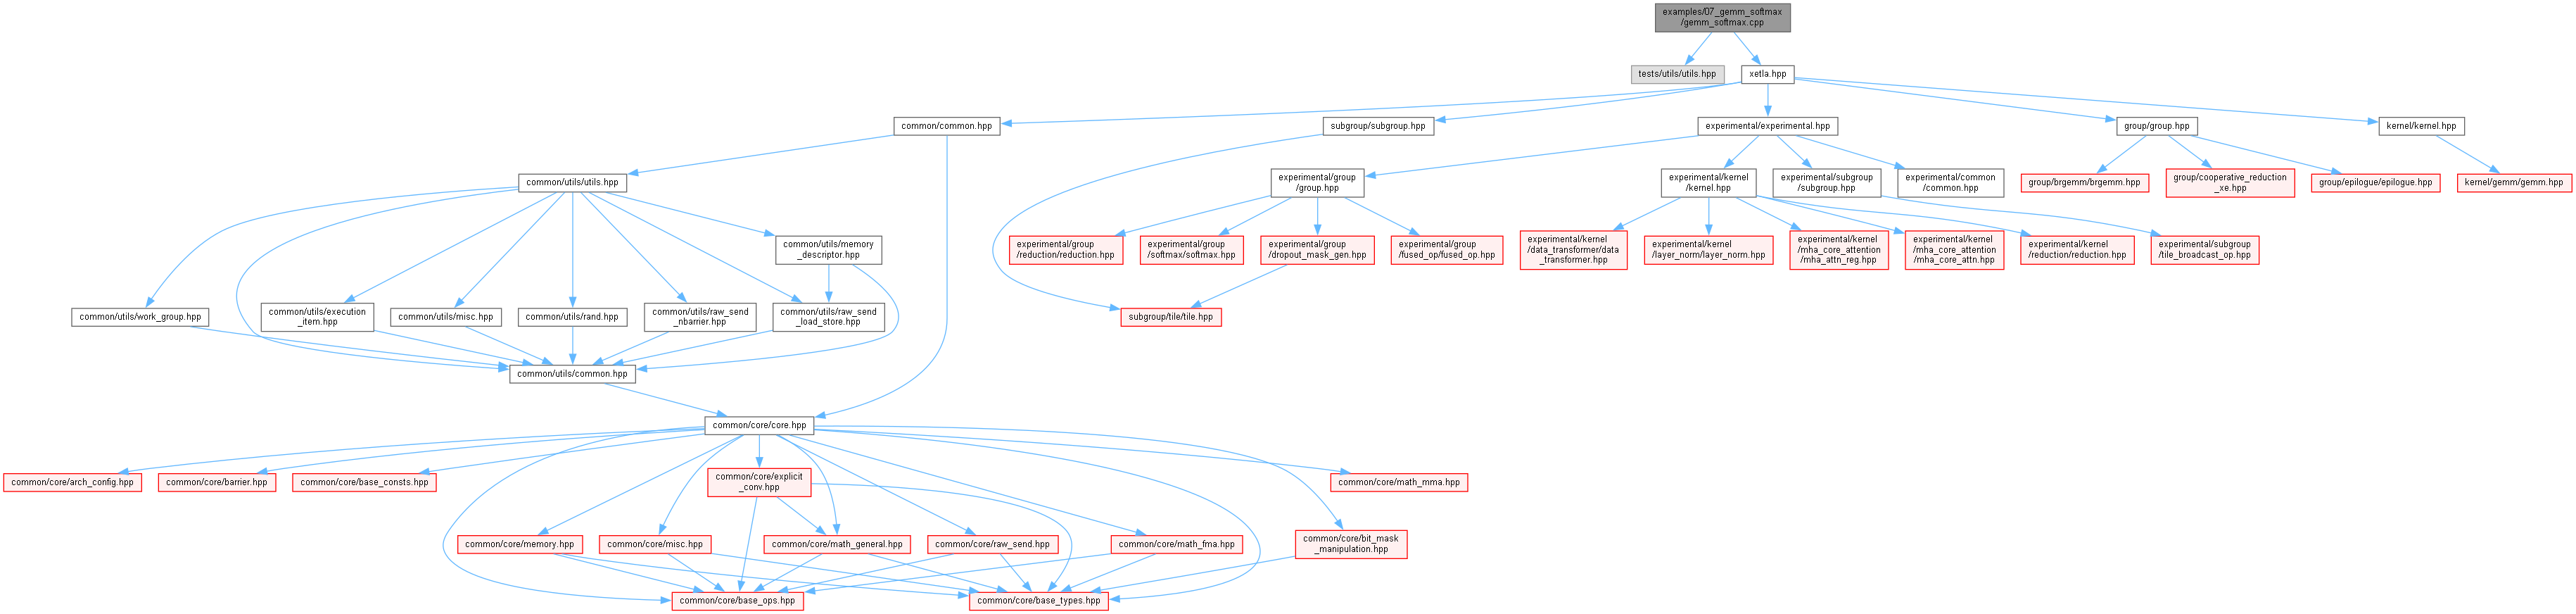 examples/07_gemm_softmax
/gemm_softmax.cpp
tests/utils/utils.hpp
xetla.hpp
common/common.hpp
subgroup/subgroup.hpp
experimental/experimental.hpp
group/group.hpp
kernel/kernel.hpp
common/utils/utils.hpp
experimental/group
/group.hpp
experimental/kernel
/kernel.hpp
experimental/subgroup
/subgroup.hpp
experimental/common
/common.hpp
group/brgemm/brgemm.hpp
group/cooperative_reduction
_xe.hpp
group/epilogue/epilogue.hpp
kernel/gemm/gemm.hpp
common/utils/memory
_descriptor.hpp
experimental/group
/reduction/reduction.hpp
experimental/group
/softmax/softmax.hpp
experimental/group
/dropout_mask_gen.hpp
experimental/group
/fused_op/fused_op.hpp
experimental/kernel
/data_transformer/data
_transformer.hpp
experimental/kernel
/layer_norm/layer_norm.hpp
experimental/kernel
/mha_core_attention
/mha_attn_reg.hpp
experimental/kernel
/mha_core_attention
/mha_core_attn.hpp
experimental/kernel
/reduction/reduction.hpp
experimental/subgroup
/tile_broadcast_op.hpp
common/utils/work_group.hpp
common/utils/execution
_item.hpp
common/utils/misc.hpp
common/utils/rand.hpp
common/utils/raw_send
_nbarrier.hpp
common/utils/raw_send
_load_store.hpp
subgroup/tile/tile.hpp
common/utils/common.hpp
common/core/core.hpp
common/core/arch_config.hpp
common/core/barrier.hpp
common/core/base_consts.hpp
common/core/explicit
_conv.hpp
common/core/math_mma.hpp
common/core/memory.hpp
common/core/misc.hpp
common/core/math_general.hpp
common/core/raw_send.hpp
common/core/math_fma.hpp
common/core/bit_mask
_manipulation.hpp
common/core/base_ops.hpp
common/core/base_types.hpp